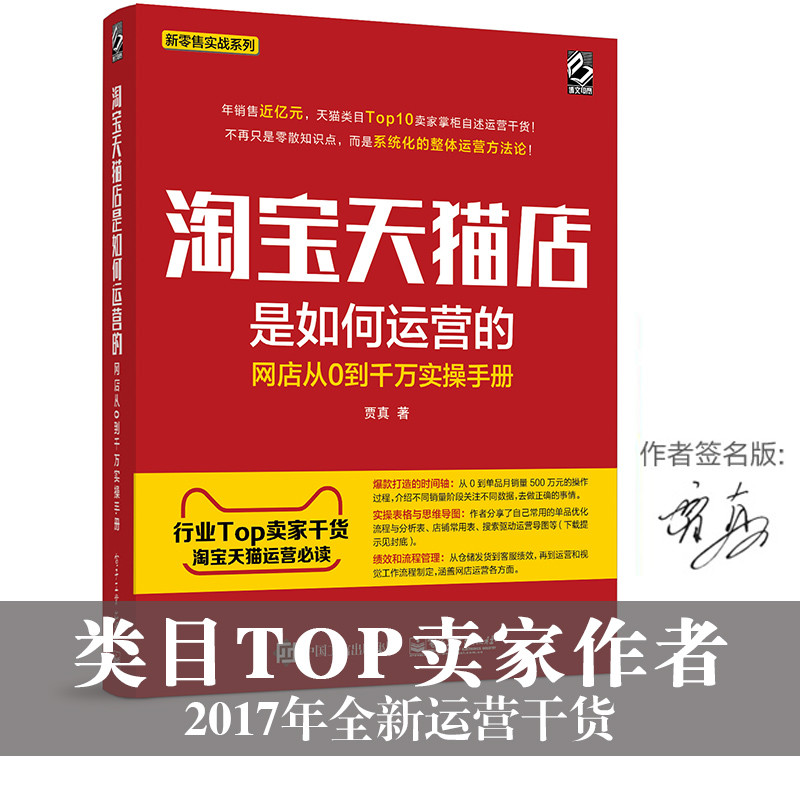 新零售实战系列
博文视点
年销售近亿元，天猫类目Top10卖家掌柜自述运营干货！
不再只是零散知识点，而是系统化的整体运营方法论！
淘宝天猫店
是如何运营的
网店从0到千万实操手册
贾真 著
淘宝天猫店是如何运营的
网店从0到千万实操手册
作者签名版:
贾真
行业Top卖家干货
淘宝天猫运营必读
爆款打造的时间轴：从 0 到单品月销量 500 万元的操作
过程，介绍不同销量阶段关注不同数据，去做正确的事情。
实操表格与思维导图：作者分享了自己常用的单品优化
流程与分析表、店铺常用表、搜索驱动运营导图等（下载提
示见封底）。
绩效和流程管理：从仓储发货到客服绩效，再到运营和视
觉工作流程制定，涵盖网店运营各方面。
类目TOP卖家作者
2017年全新运营干货